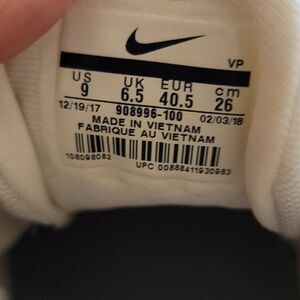 VP
US UK EUR cm
9 6.5 40.5 26
12/19/17 908996-100 02/03/18
MADE IN VIETNAM
FABRIQUE AU VIETNAM
108098082
UPC 00888411930983